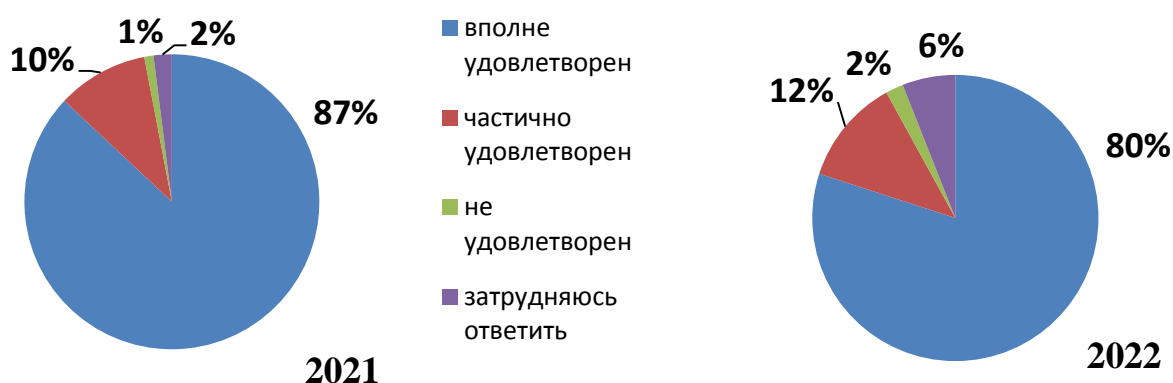 1%
2%
10%
87%
2021
вполне
удовлетворен
частично
удовлетворен
не
удовлетворен
затрудняюсь
ответить
6%
2%
12%
80%
2022